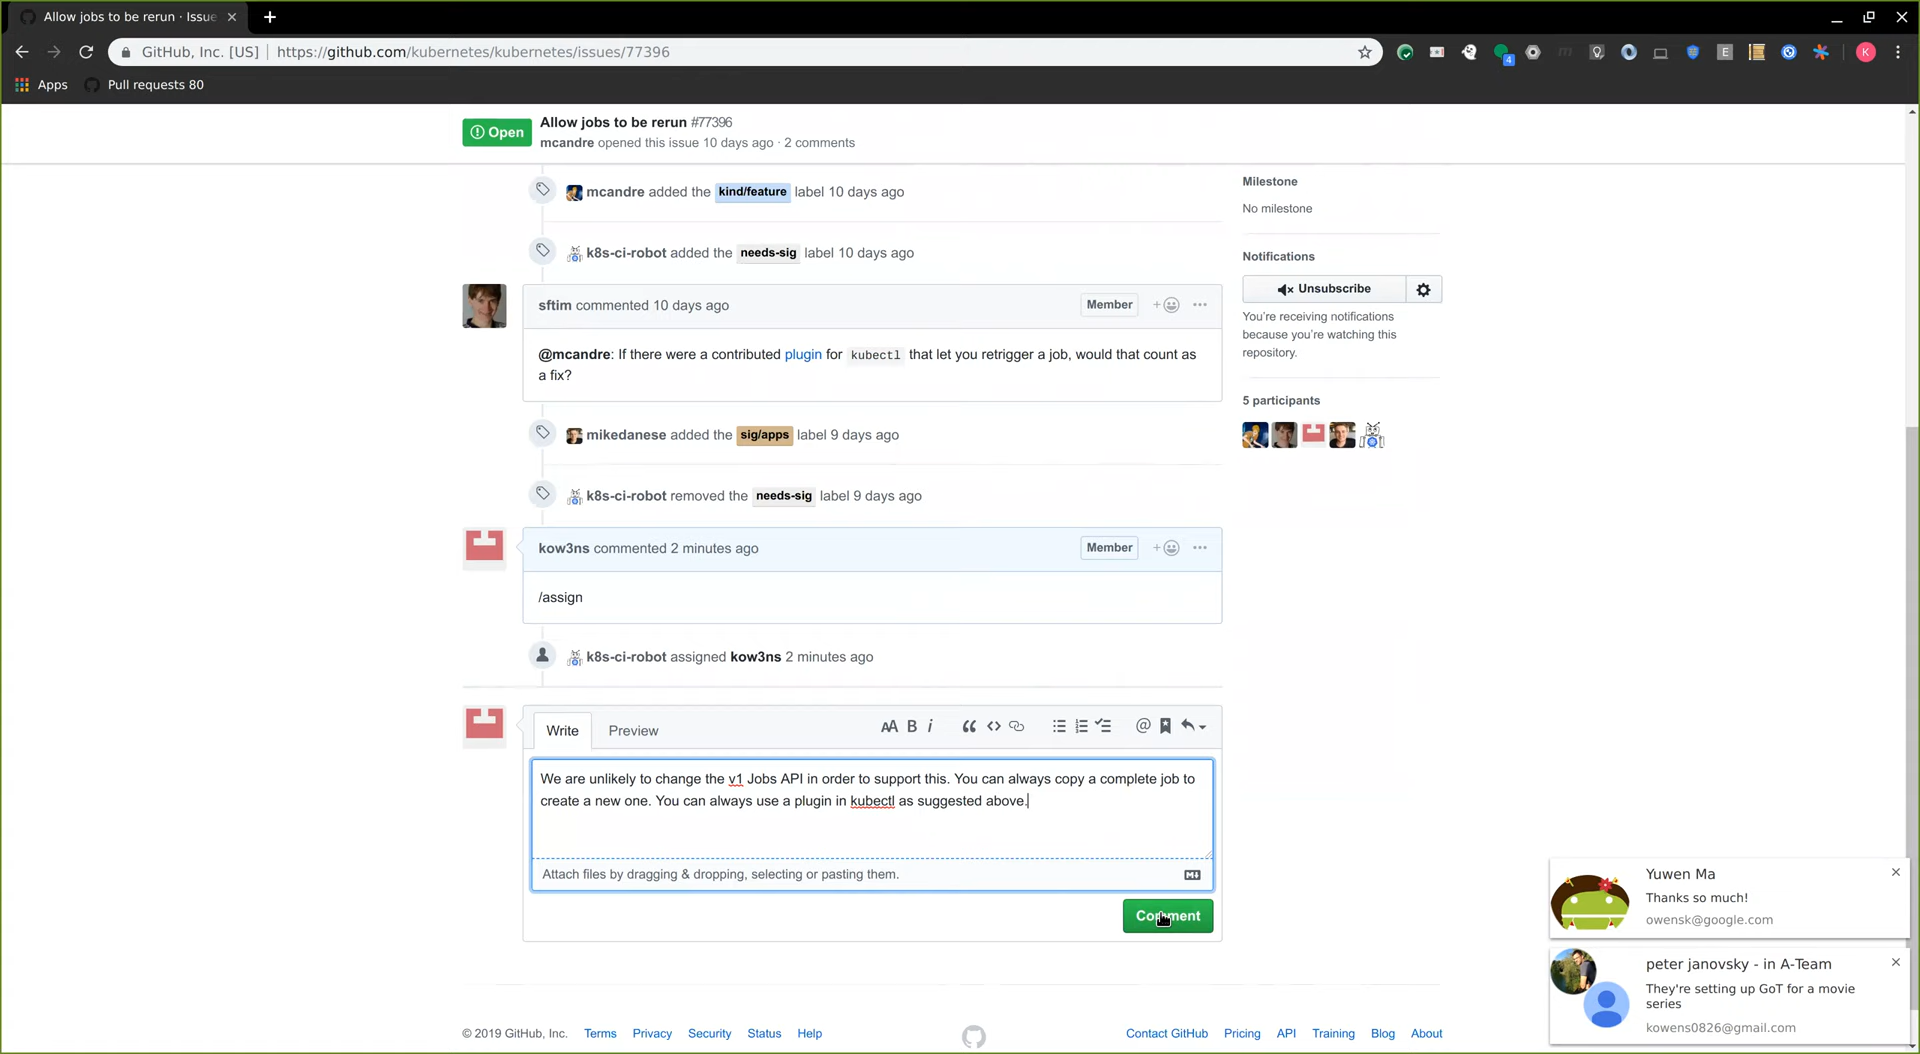 Allow jobs to be rerun · Issue
GitHub, Inc. [US] | https://github.com/kubernetes/kubernetes/issues/77396
4
E
K
Apps
Pull requests 80
Open
Allow jobs to be rerun #77396
mcandre opened this issue 10 days ago · 2 comments
mcandre added the kind/feature label 10 days ago
k8s-ci-robot added the needs-sig label 10 days ago
sftim commented 10 days ago
Member
@mcandre: If there were a contributed plugin for kubectl that let you retrigger a job, would that count as
a fix?
mikedanese added the sig/apps label 9 days ago
k8s-ci-robot removed the needs-sig label 9 days ago
kow3ns commented 2 minutes ago
Member
/assign
k8s-ci-robot assigned kow3ns 2 minutes ago
Write
Preview
AA B i
We are unlikely to change the v1 Jobs API in order to support this. You can always copy a complete job to
create a new one. You can always use a plugin in kubectl as suggested above.
Attach files by dragging & dropping, selecting or pasting them.
Comment
Milestone
No milestone
Notifications
Unsubscribe
You're receiving notifications
because you're watching this
repository.
5 participants
Yuwen Ma
Thanks so much!
owensk@google.com
peter janovsky - in A-Team
They're setting up GoT for a movie
series
kowens0826@gmail.com
© 2019 GitHub, Inc.
Terms
Privacy
Security
Status
Help
Contact GitHub
Pricing
API
Training
Blog
About